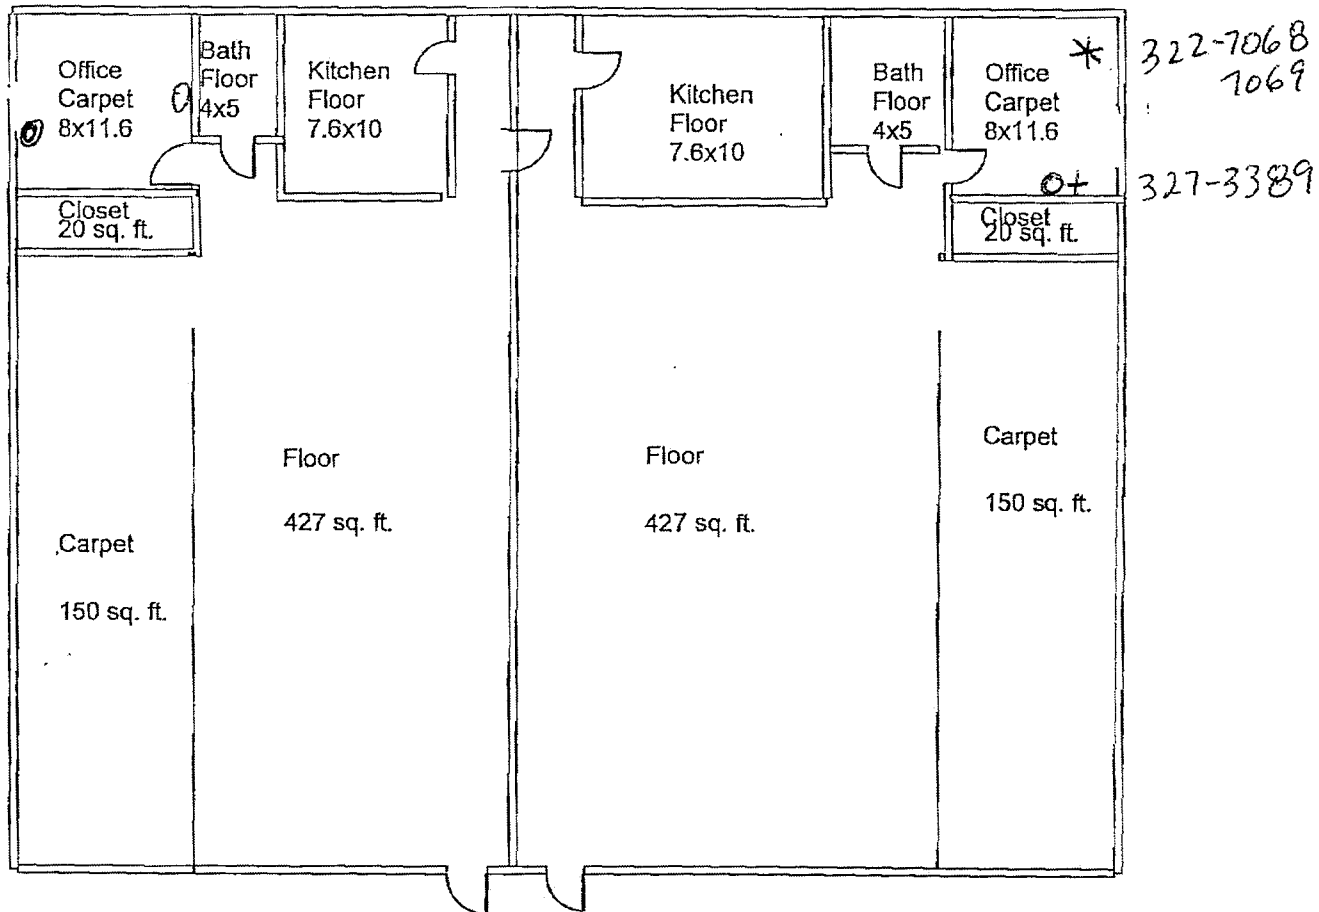 Office
Carpet
8x11.6
Bath
Floor
4x5
Kitchen
Floor
7.6x10
Kitchen
Floor
7.6x10
Bath
Floor
4x5
Office
Carpet
8x11.6
322-7068
7069
327-3389
Closet
20 sq. ft.
Closet
20 sq. ft.
Floor
427 sq. ft.
Floor
427 sq. ft.
Carpet
150 sq. ft.
Carpet
150 sq. ft.